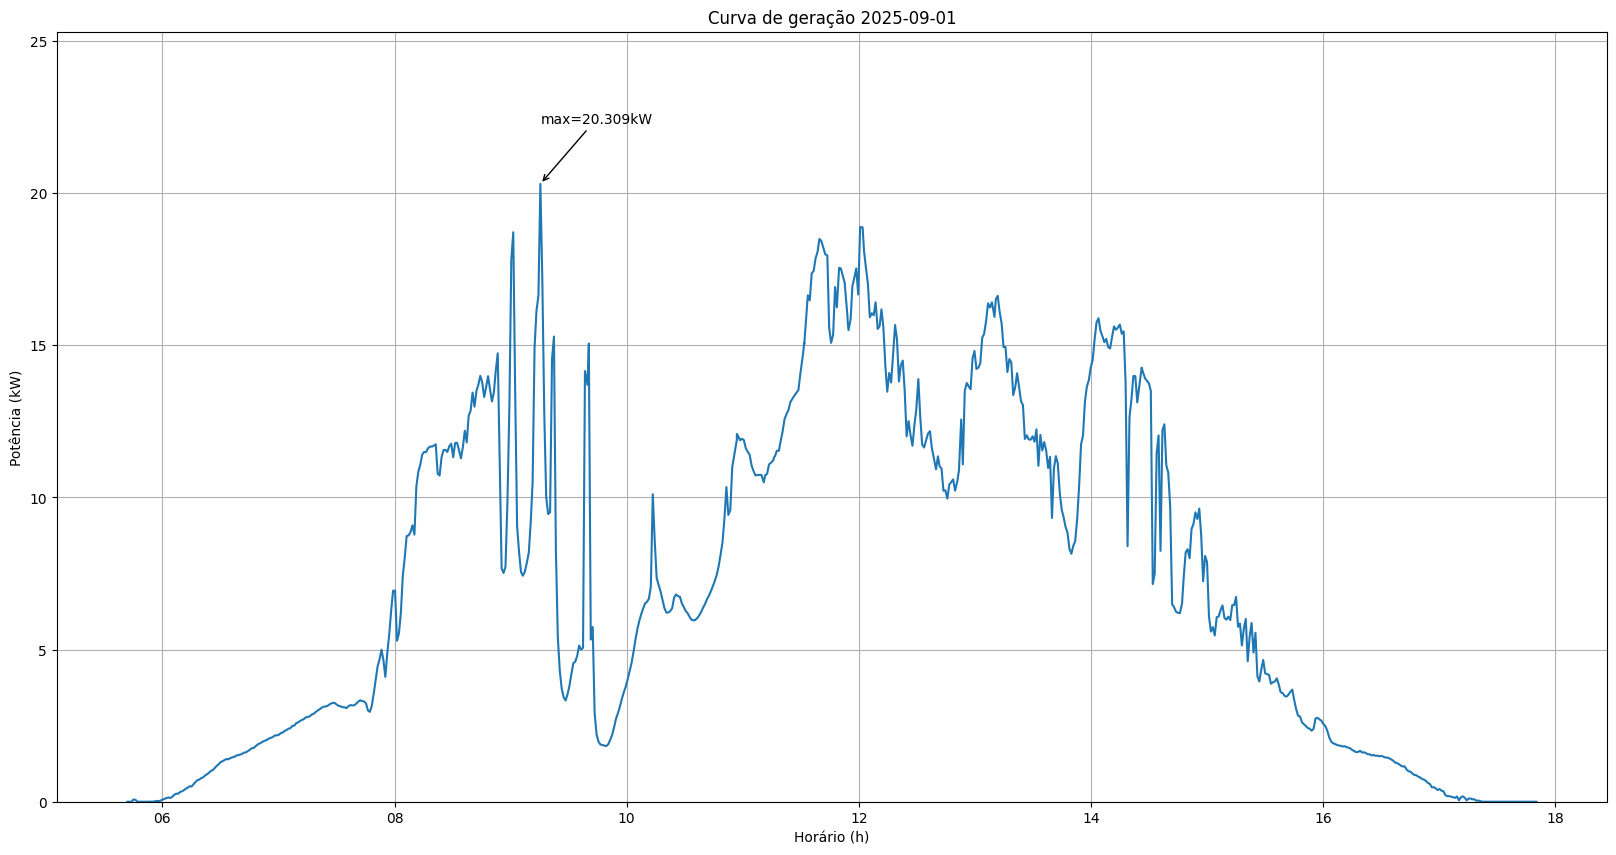 Curva de geração 2025-09-01
25
max=20.309kW
20
15
Potência (kW)
10
5
0
06 08 10 12 14 16 18
Horário (h)